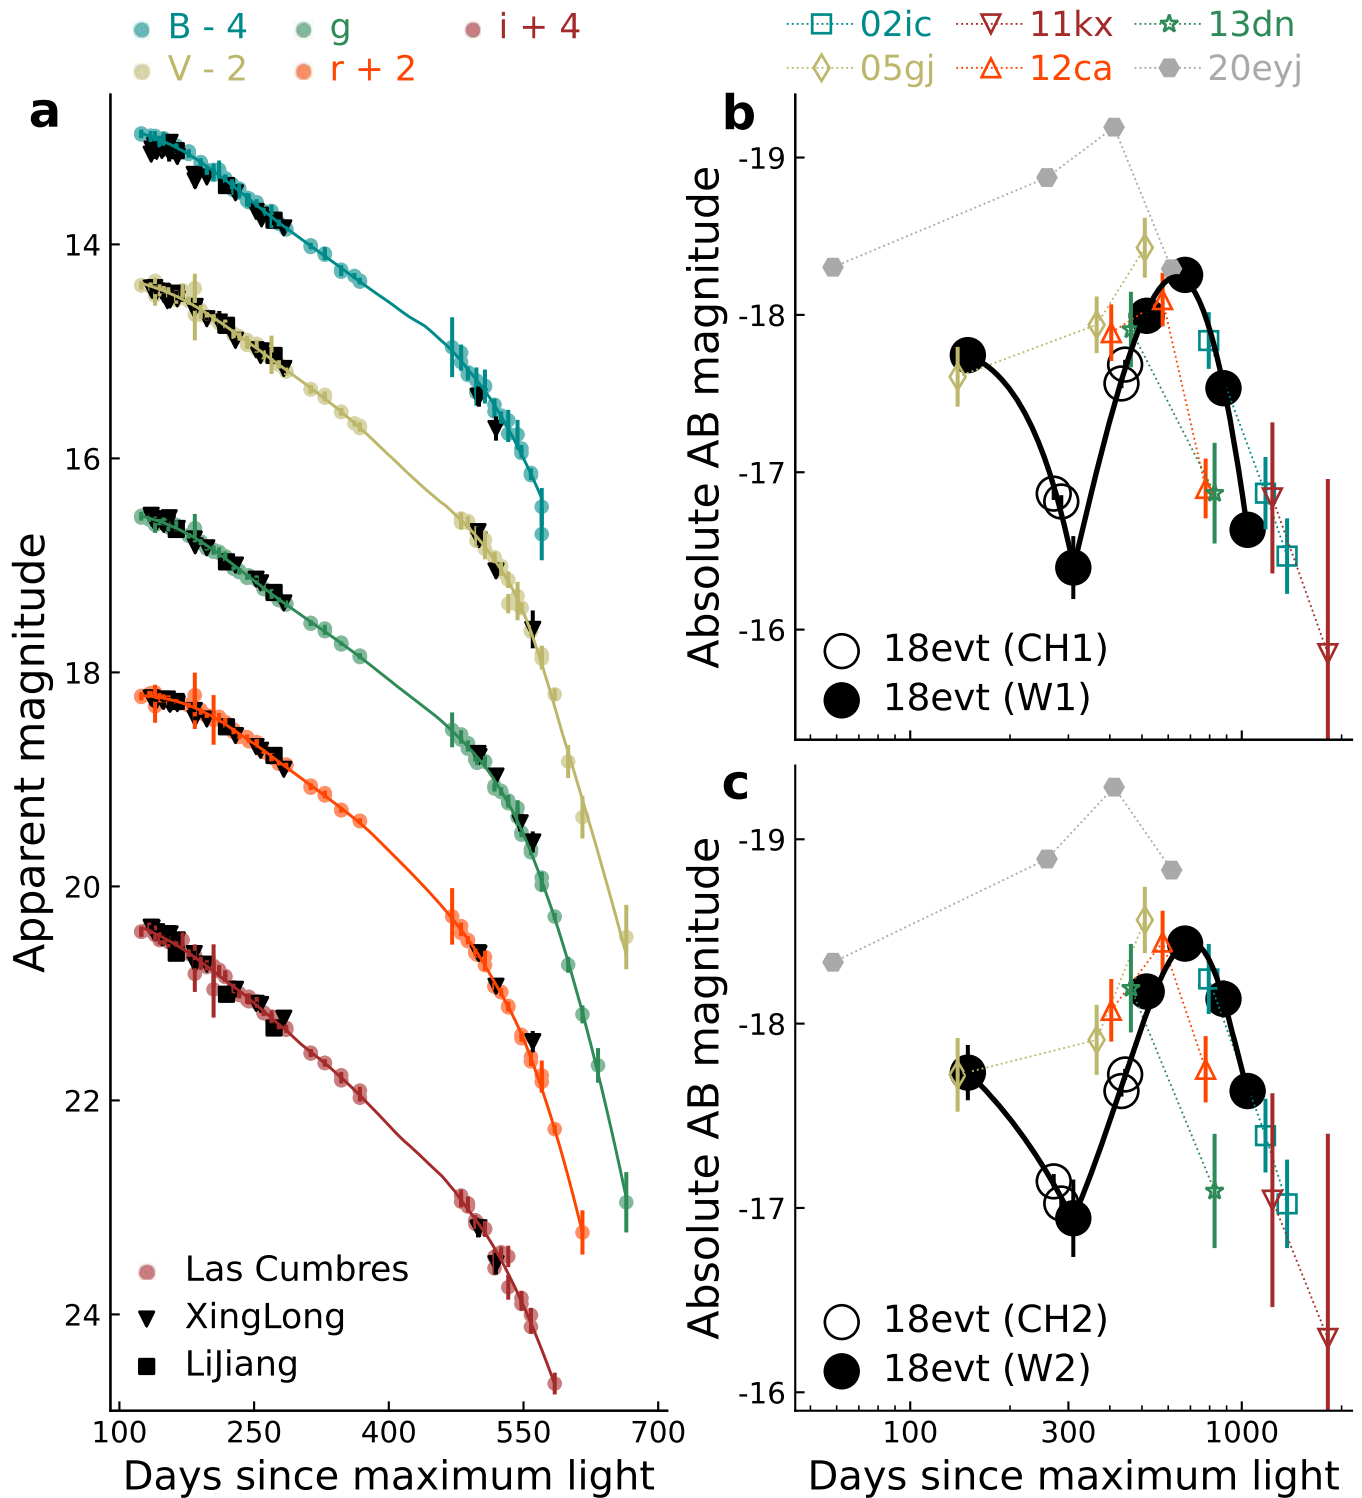 B - 4 g i + 4
V - 2 r + 2
02ic 11kx 13dn
05gj 12ca 20eyj
a
14
16
18
20
22
24
Apparent magnitude
Las Cumbres
XingLong
LiJiang
100 250 400 550 700
Days since maximum light
b
-19
-18
-17
-16
Absolute AB magnitude
18evt (CH1)
18evt (W1)
c
-19
-18
-17
-16
Absolute AB magnitude
18evt (CH2)
18evt (W2)
100 300 1000
Days since maximum light